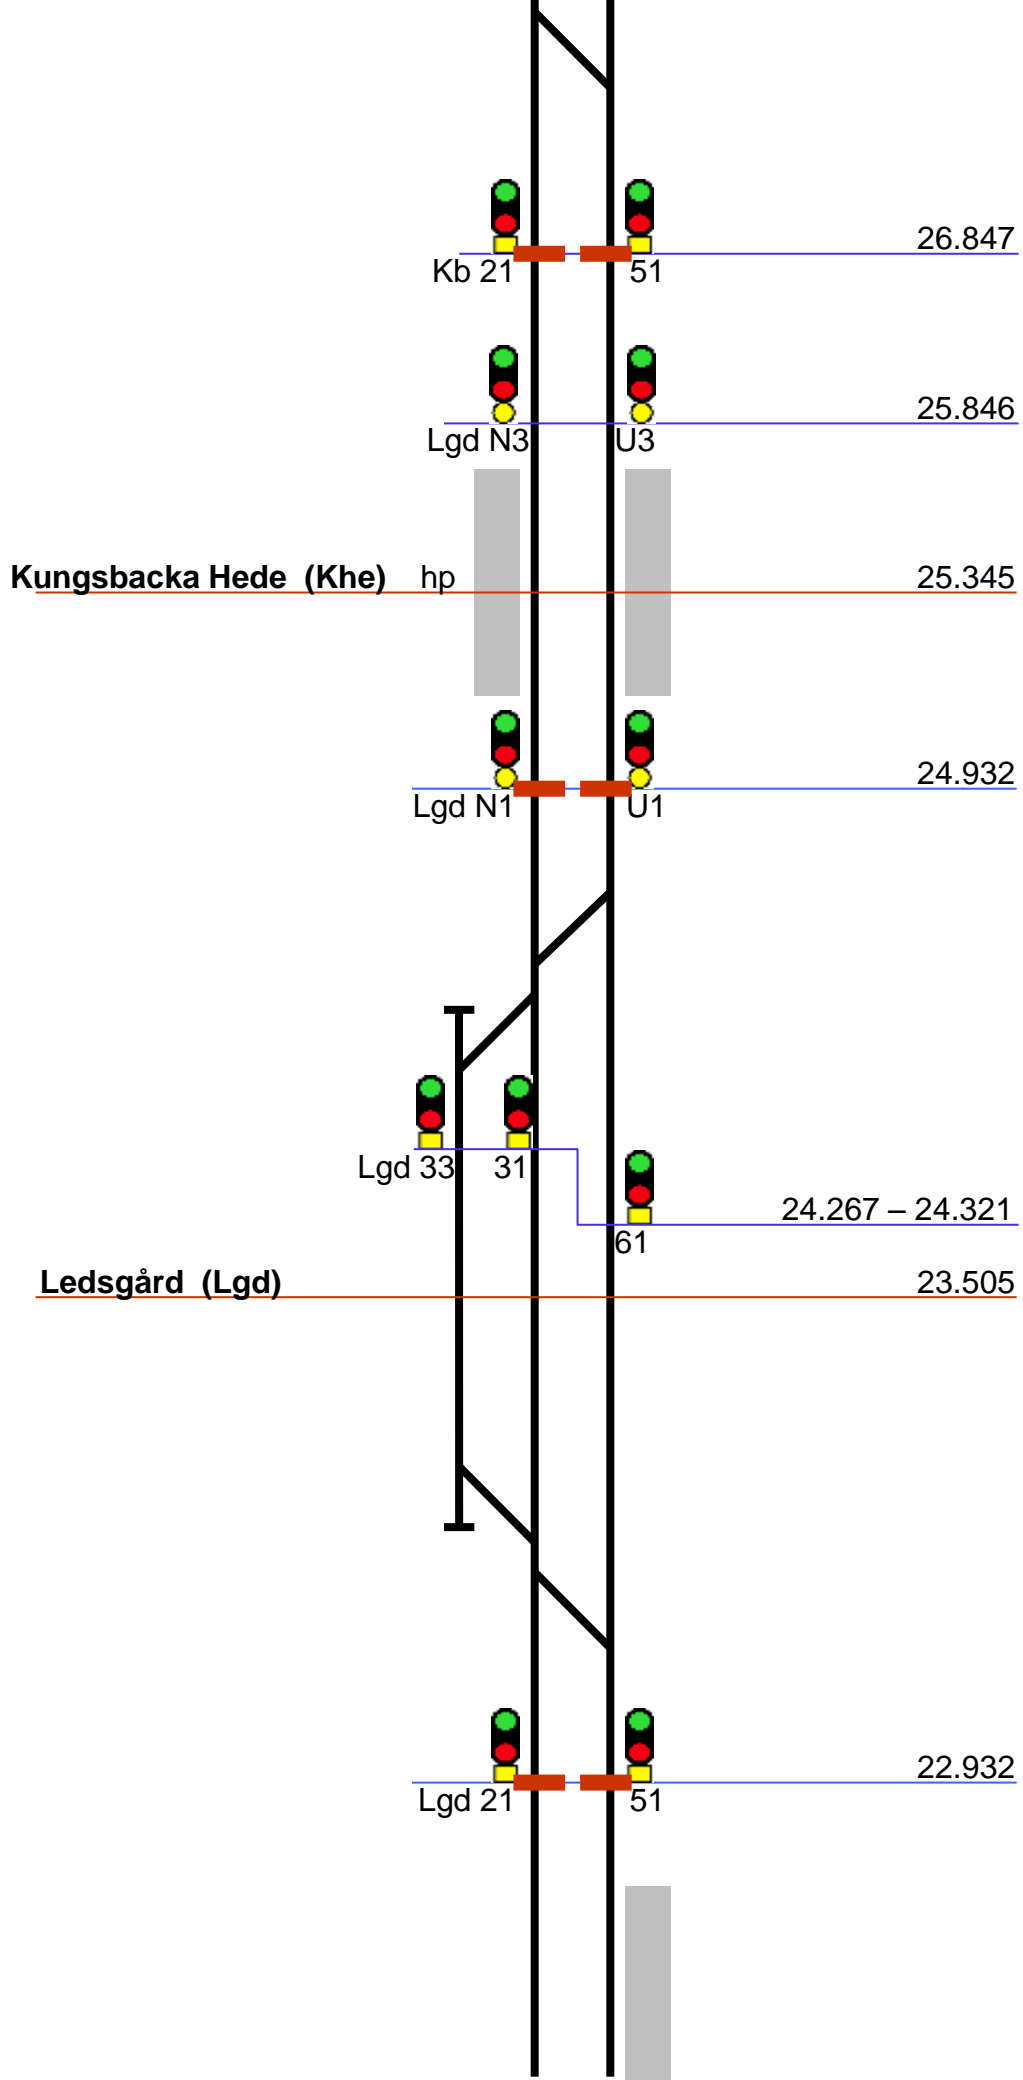 26.847
Kb 21 51
25.846
Lgd N3 U3
Kungsbacka Hede (Khe) hp 25.345
24.932
Lgd N1 U1
Lgd 33 31
24.267 – 24.321
61
Ledsgård (Lgd) 23.505
22.932
Lgd 21 51